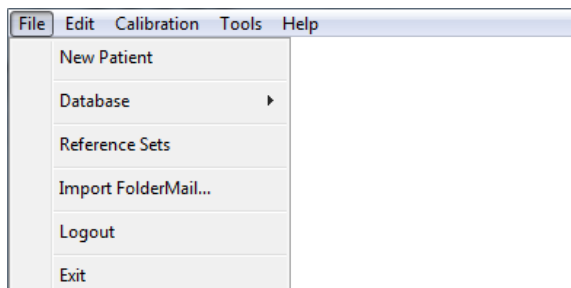 File Edit Calibration Tools Help
New Patient
Database
Reference Sets
Import FolderMail...
Logout
Exit